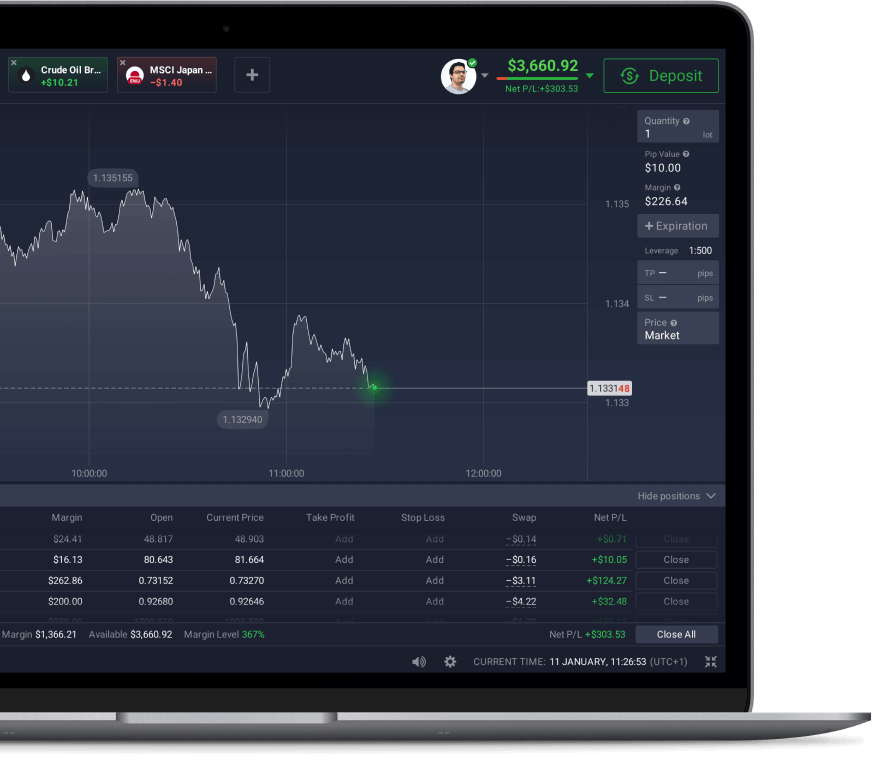 Crude Oil Br...
+$10.21
MSCI Japan ...
−$1.40
+
$3,660.92
Net P/L:+$303.53
Deposit
Quantity
1 lot
Pip Value
$10.00
Margin
$226.64
+ Expiration
Leverage 1:500
TP — pips
SL — pips
Price
Market
1.135155
1.135
1.134
1.133148
1.133
1.132940
10:00:00 11:00:00 12:00:00
Hide positions
Margin Open Current Price Take Profit Stop Loss Swap Net P/L
$24.41 48.817 48.903 Add Add −$0.14 +$0.71 Close
$16.13 80.643 81.664 Add Add −$0.16 +$10.05 Close
$262.86 0.73152 0.73270 Add Add −$3.11 +$124.27 Close
$200.00 0.92680 0.92646 Add Add −$4.22 +$32.48 Close
Margin $1,366.21 Available $3,660.92 Margin Level 367% Net P/L +$303.53 Close All
CURRENT TIME: 11 JANUARY, 11:26:53 (UTC+1)